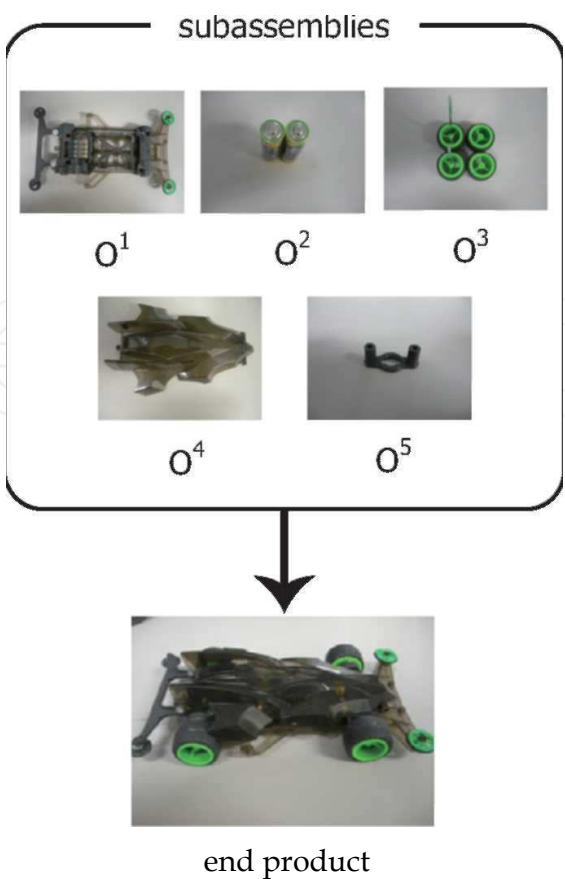 subassemblies
O¹ O² O³
O⁴ O⁵
end product